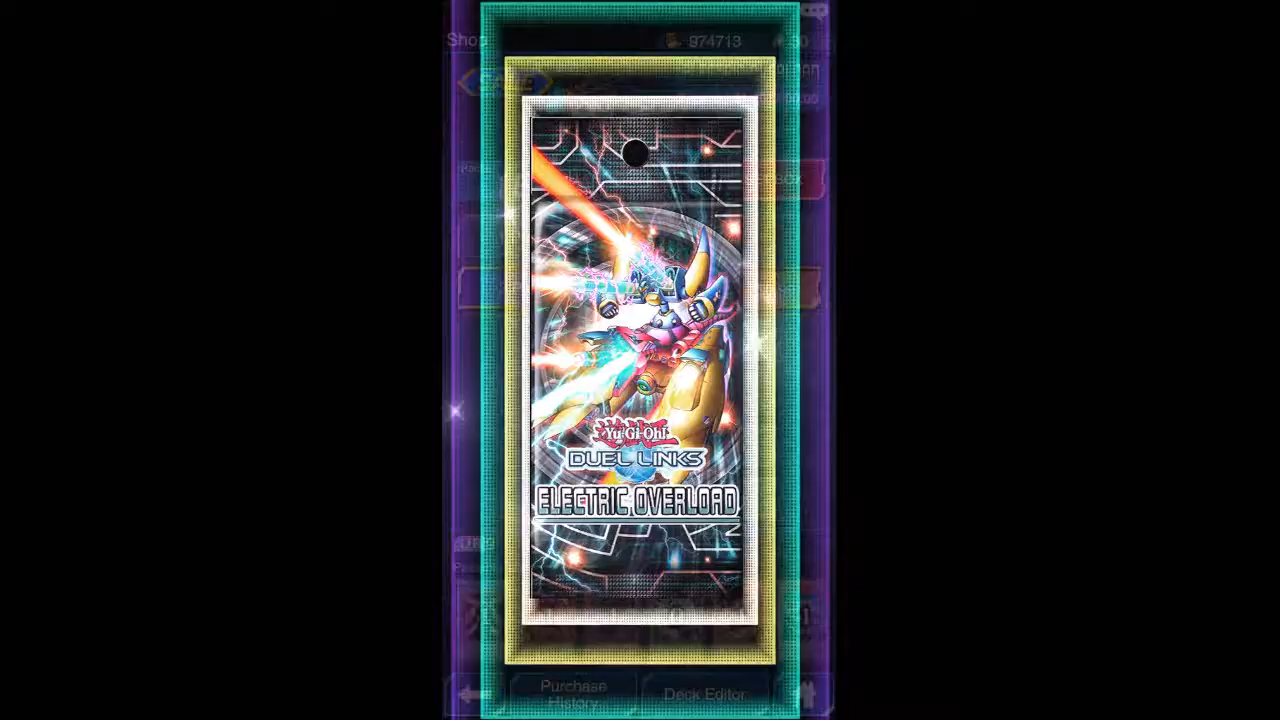 Shop
974713
Yu-Gi-Oh!
DUEL LINKS
ELECTRIC OVERLOAD
Purchase
History
Deck Editor